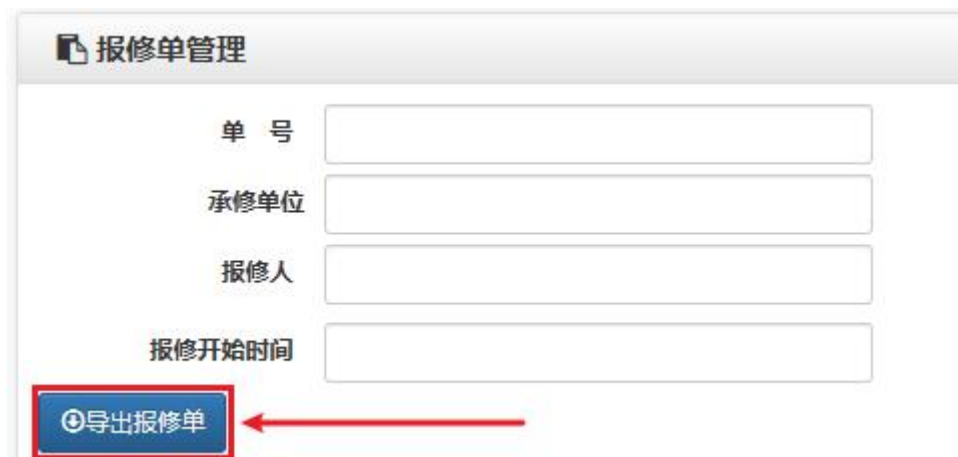 报修单管理
单 号
承修单位
报修人
报修开始时间
导出报修单